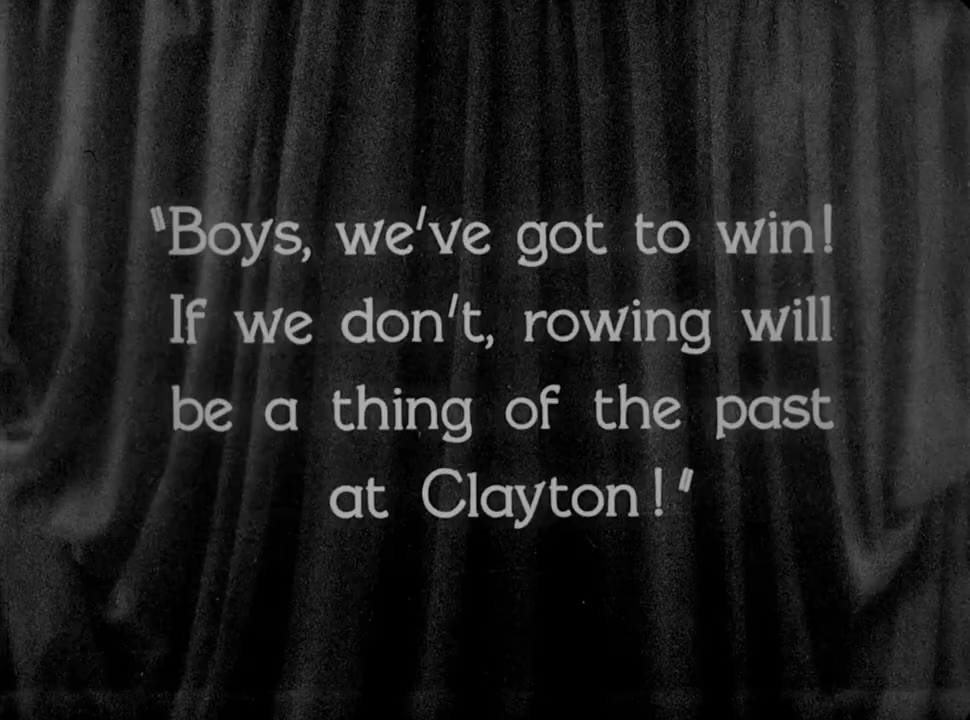 "Boys, we've got to win!
If we don't, rowing will
be a thing of the past
at Clayton!"